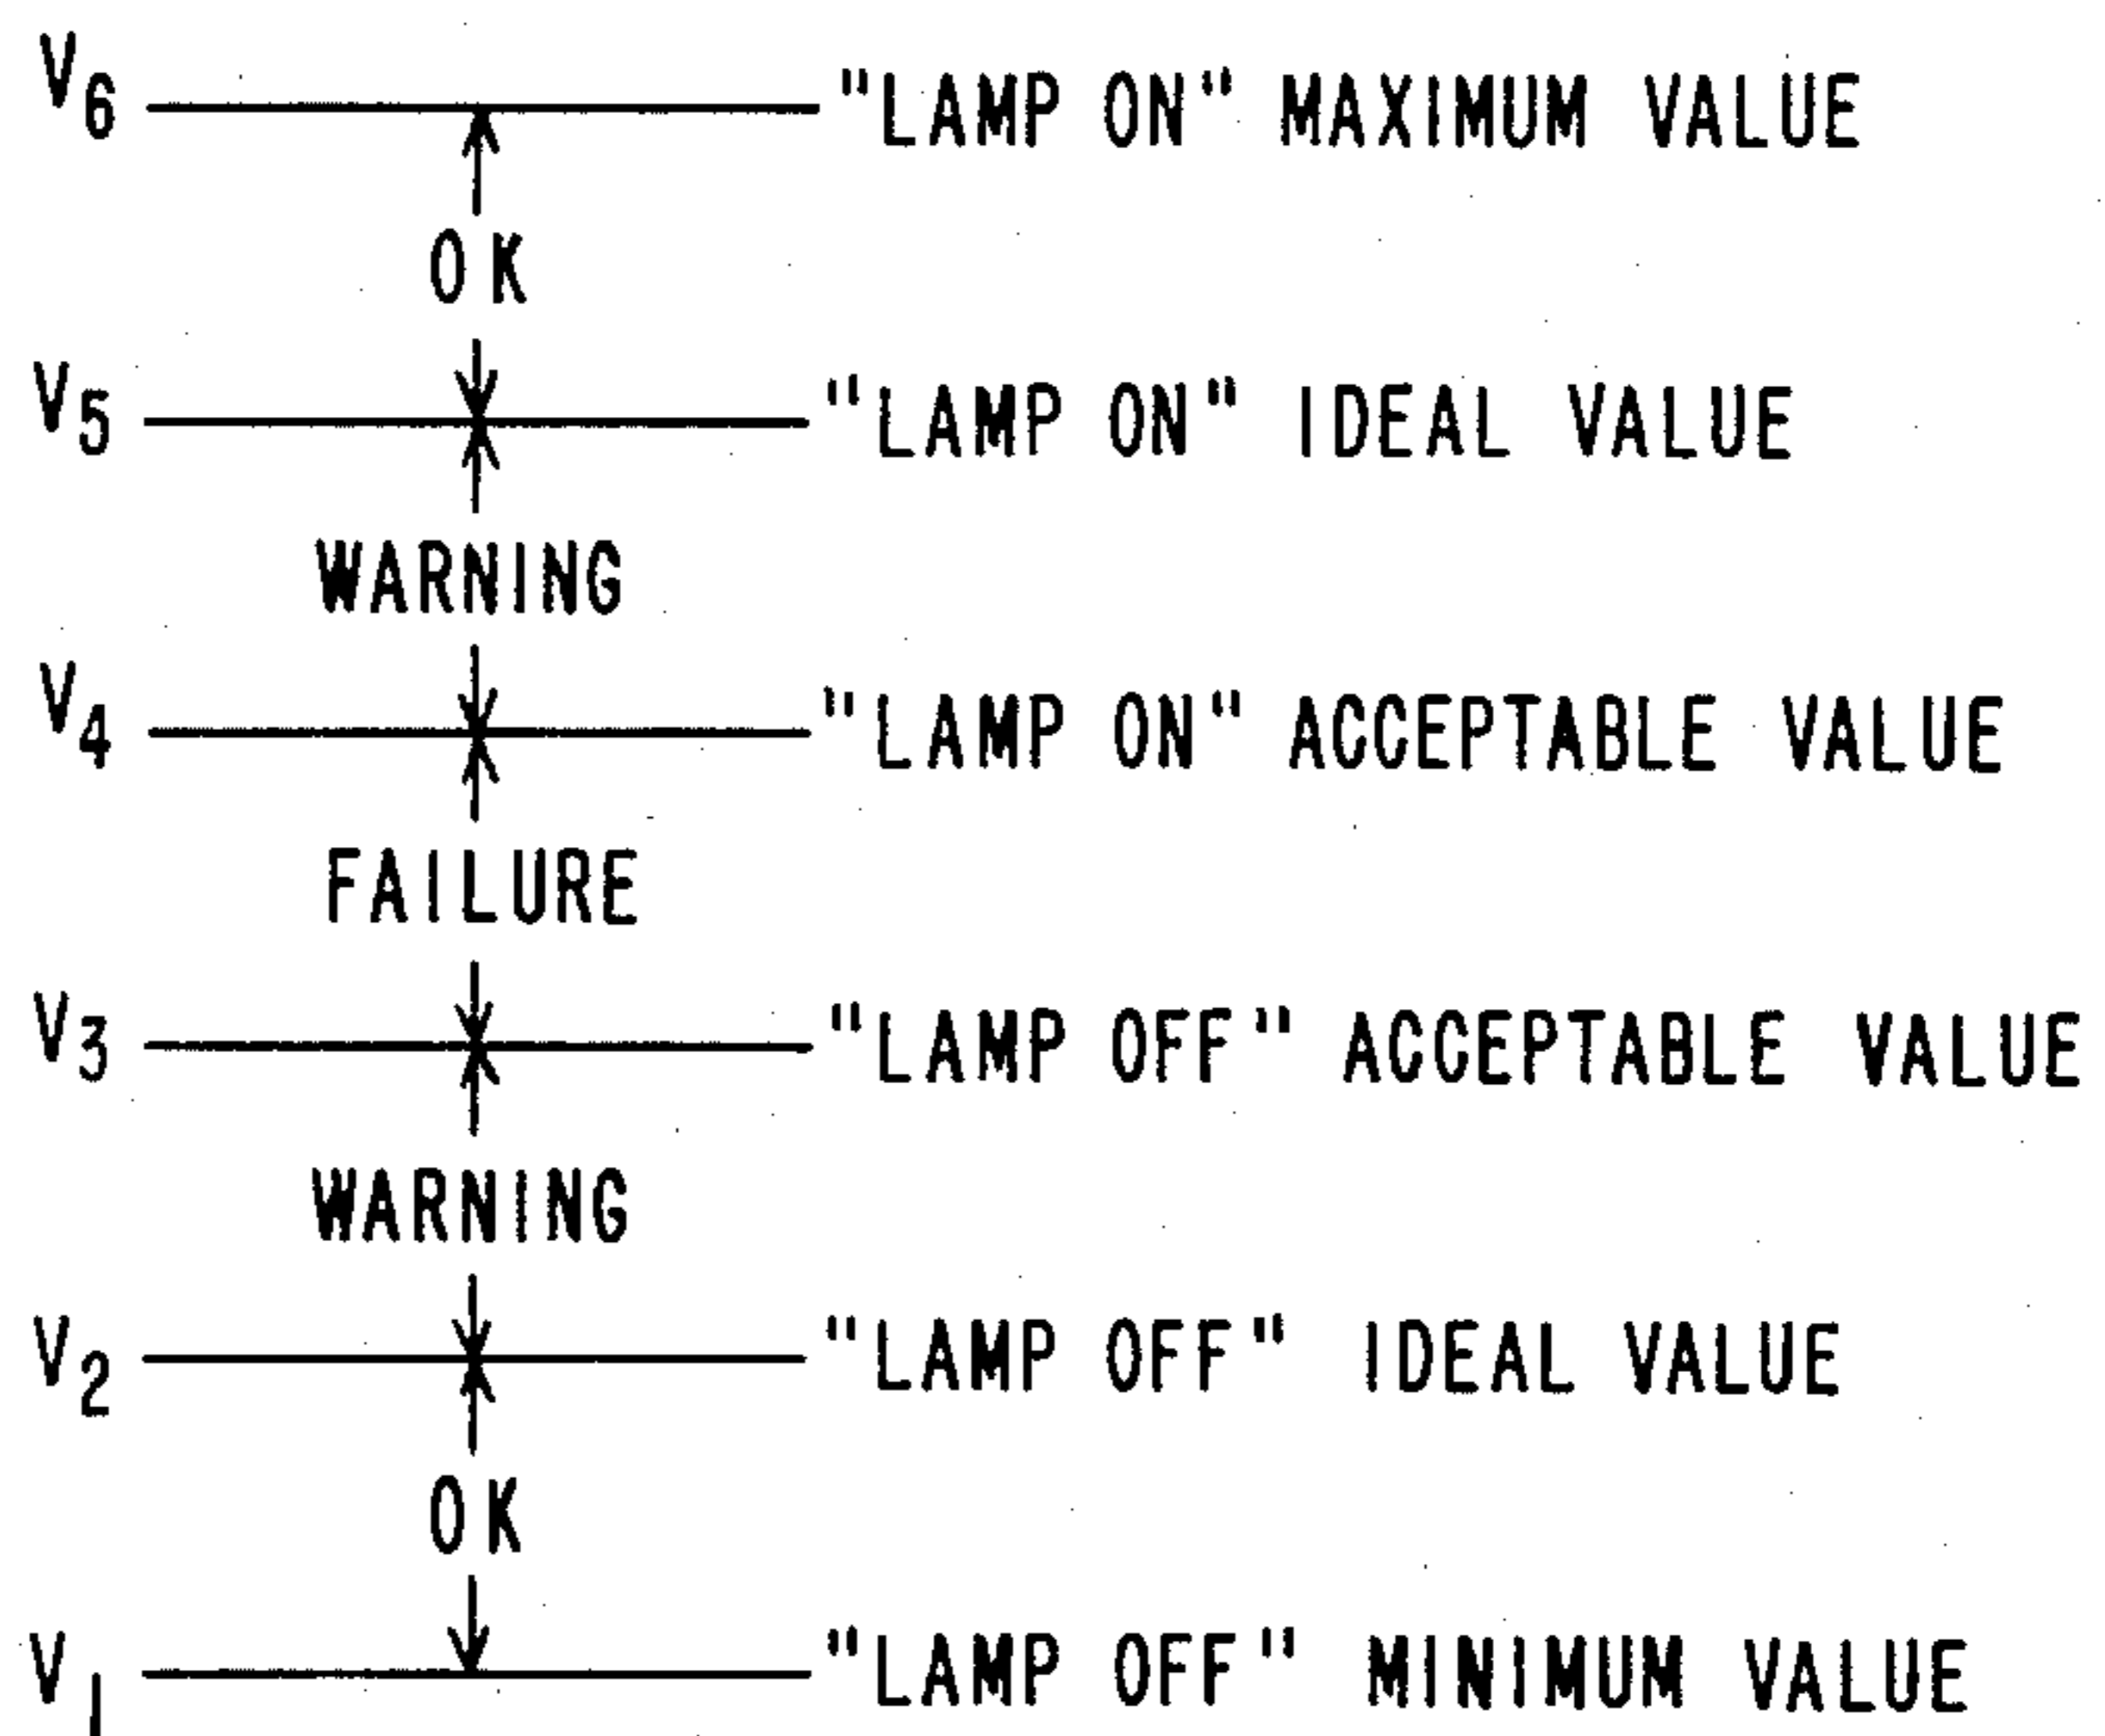 V6 "LAMP ON" MAXIMUM VALUE
OK
V5 "LAMP ON" IDEAL VALUE
WARNING
V4 "LAMP ON" ACCEPTABLE VALUE
FAILURE
V3 "LAMP OFF" ACCEPTABLE VALUE
WARNING
V2 "LAMP OFF" IDEAL VALUE
OK
V1 "LAMP OFF" MINIMUM VALUE